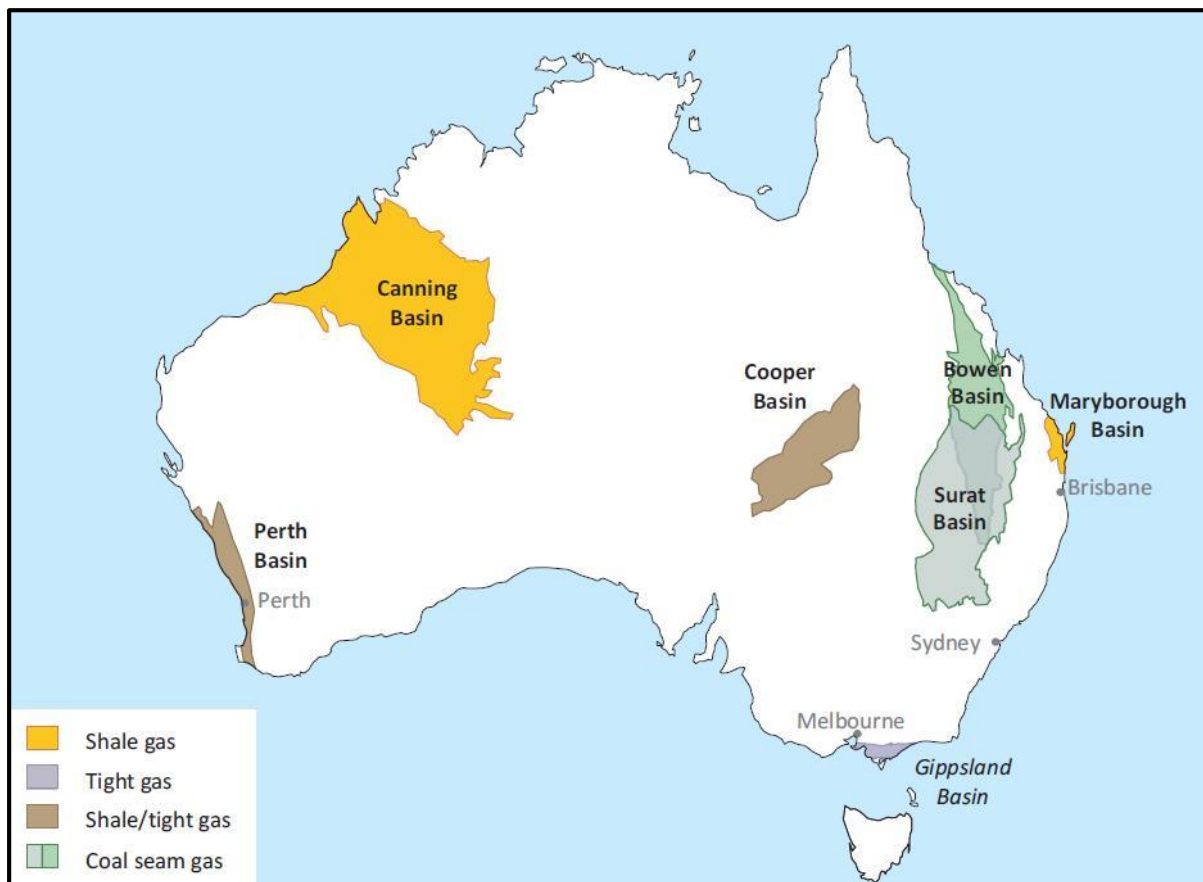 Canning
Basin
Cooper
Basin
Bowen
Basin
Maryborough
Basin
Surat
Basin
Brisbane
Perth
Basin
Perth
Sydney
Melbourne
Gippsland
Basin
Shale gas
Tight gas
Shale/tight gas
Coal seam gas